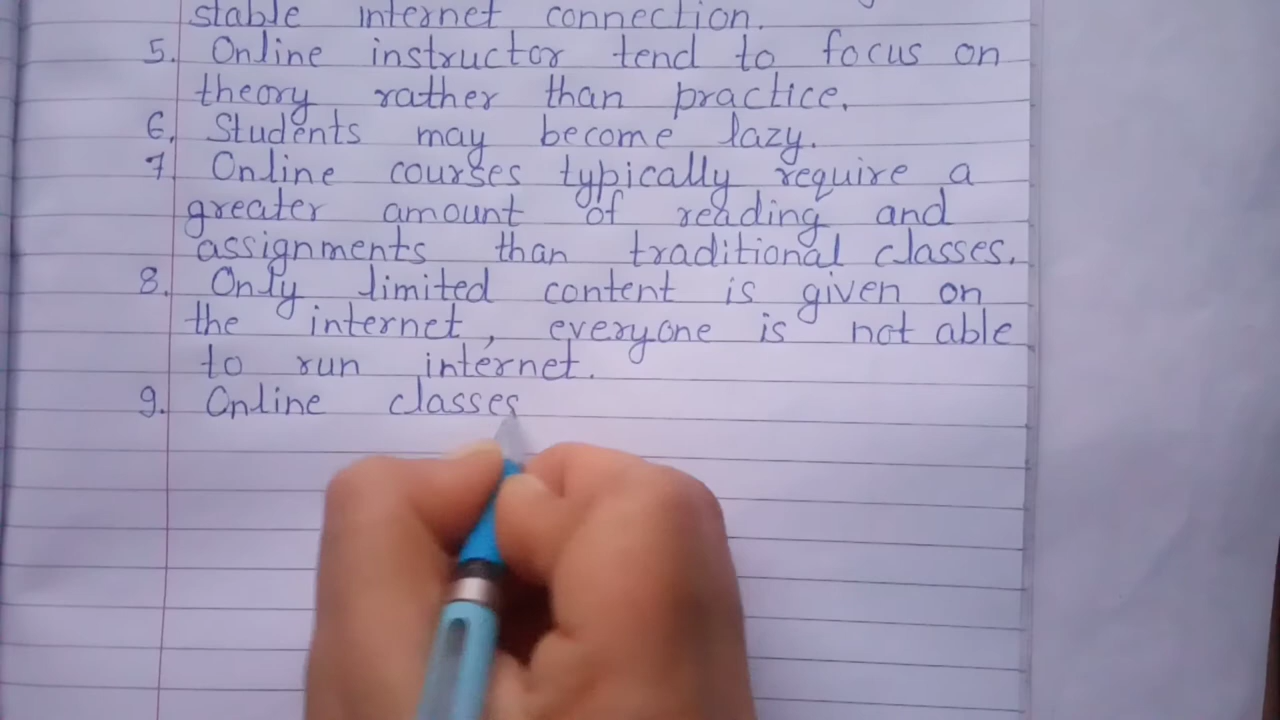 stable internet connection.
5. Online instructor tend to focus on
theory rather than practice.
6. Students may become lazy.
7 Online courses typically require a
greater amount of reading and
assignments than traditional classes.
8. Only limited content is given on
the internet, everyone is not able
to run internet.
9. Online classes